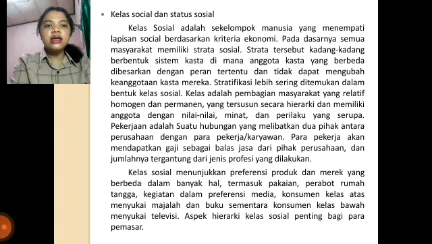 • Kelas social dan status sosial
Kelas Sosial adalah sekelompok manusia yang menempati
lapisan social berdasarkan kriteria ekonomi. Pada dasarnya semua
masyarakat memiliki strata sosial. Strata tersebut kadang-kadang
berbentuk sistem kasta di mana anggota kasta yang berbeda
dibesarkan dengan peran tertentu dan tidak dapat mengubah
keanggotaan kasta mereka. Stratifikasi lebih sering ditemukan dalam
bentuk kelas sosial. Kelas adalah pembagian masyarakat yang relatif
homogen dan permanen, yang tersusun secara hierarki dan memiliki
anggota dengan nilai-nilai, minat, dan perilaku yang serupa.
Pekerjaan adalah Suatu hubungan yang melibatkan dua pihak antara
perusahaan dengan para pekerja/karyawan. Para pekerja akan
mendapatkan gaji sebagai balas jasa dari pihak perusahaan, dan
jumlahnya tergantung dari jenis profesi yang dilakukan.
Kelas sosial menunjukkan preferensi produk dan merek yang
berbeda dalam banyak hal, termasuk pakaian, perabot rumah
tangga, kegiatan dalam preferensi media, konsumen kelas atas
menyukai majalah dan buku sementara konsumen kelas bawah
menyukai televisi. Aspek hierarki kelas sosial penting bagi para
pemasar.